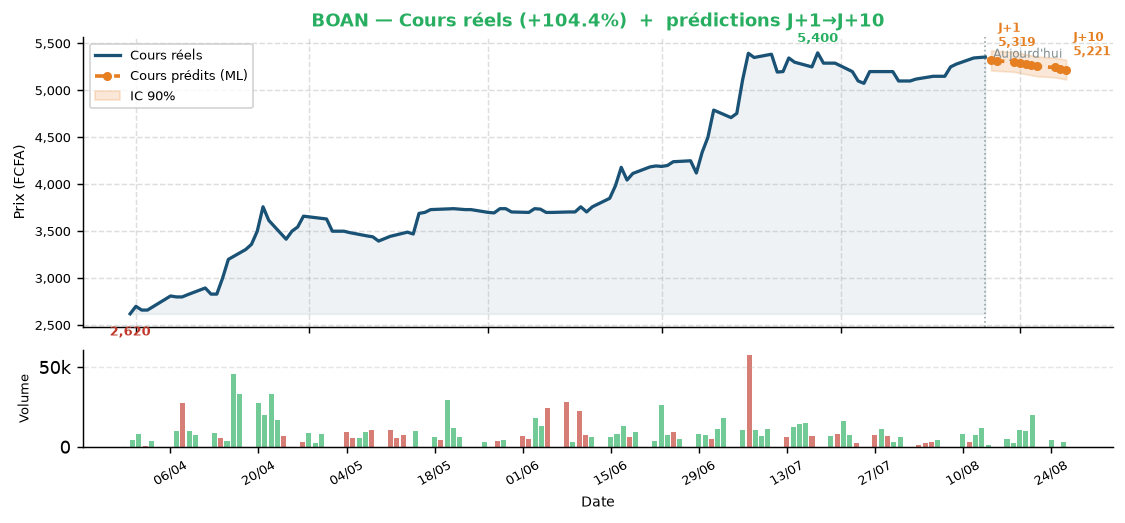 BOAN — Cours réels (+104.4%)  +  prédictions J+1→J+10
Cours réels
Cours prédits (ML)
IC 90%
5,400
J+1
5,319
Aujourd'hui
J+10
5,221
2,620
Prix (FCFA)
5,500
5,000
4,500
4,000
3,500
3,000
2,500
Volume
50k
0
06/04
20/04
04/05
18/05
01/06
15/06
29/06
13/07
27/07
10/08
24/08
Date